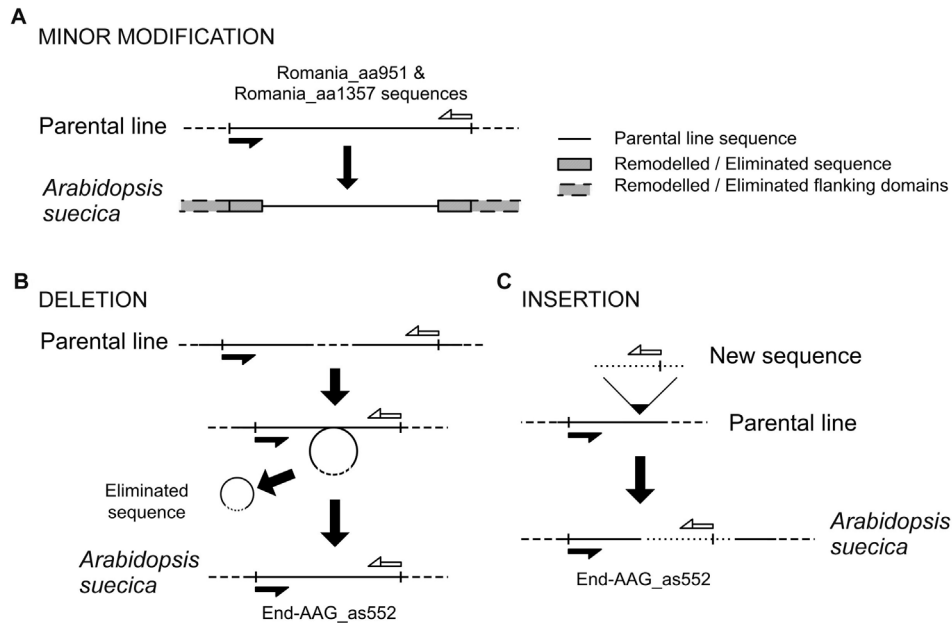 A
MINOR MODIFICATION
Romania_aa951 &
Romania_aa1357 sequences
Parental line
Arabidopsis
suecica
Parental line sequence
Remodelled / Eliminated sequence
Remodelled / Eliminated flanking domains
B
DELETION
Parental line
Eliminated
sequence
Arabidopsis
suecica
End-AAG_as552
C
INSERTION
New sequence
Parental line
Arabidopsis
suecica
End-AAG_as552